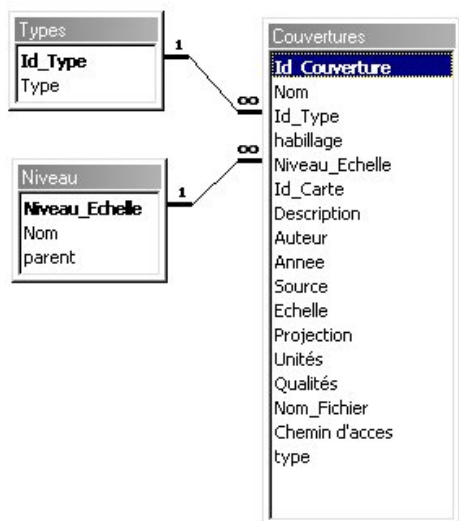 Types
Id_Type
Type
1
∞
Niveau
Niveau_Echelle
Nom
parent
1
∞
Couvertures
Id_Couverture
Nom
Id_Type
habillage
Niveau_Echelle
Id_Carte
Description
Auteur
Annee
Source
Echelle
Projection
Unités
Qualités
Nom_Fichier
Chemin d'acces
type